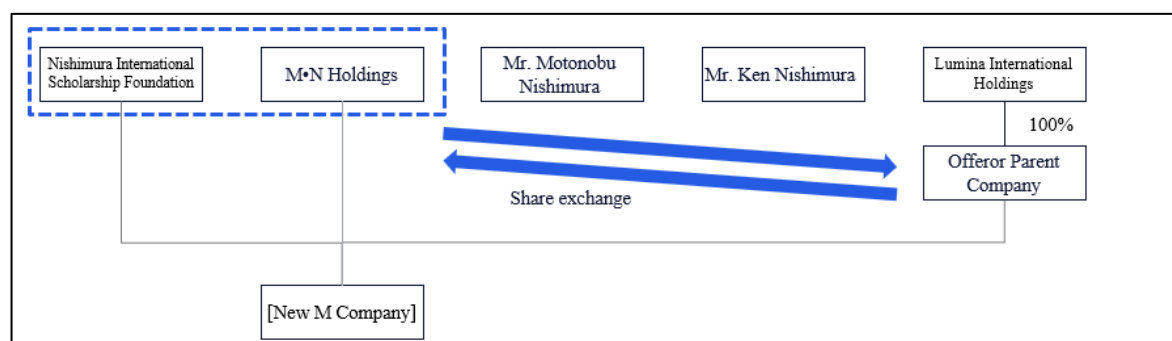 Nishimura International
Scholarship Foundation
M•N Holdings
Mr. Motonobu
Nishimura
Mr. Ken Nishimura
Lumina International
Holdings
100%
Offeror Parent
Company
Share exchange
[New M Company]